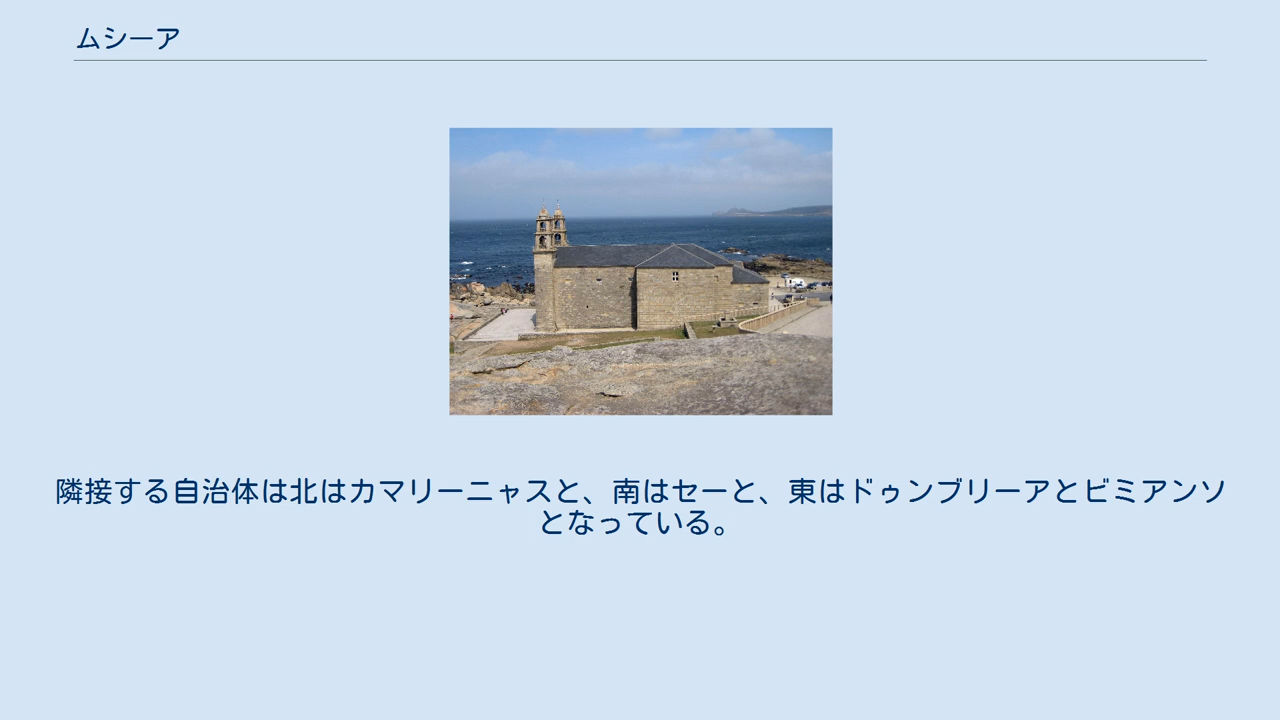 ムシーア
隣接する自治体は北はカマリーニャスと、南はセーと、東はドゥンブリーアとビミアンソ
となっている。